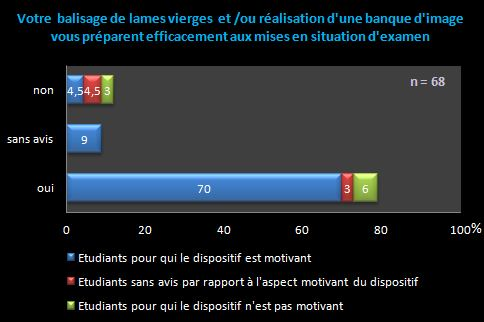 Votre balisage de lames vierges et /ou réalisation d'une banque d'image
vous préparent efficacement aux mises en situation d'examen
n = 68
non 4,5 4,5 3
sans avis 9
oui 70 3 6
0 20 40 60 80 100%
Etudiants pour qui le dispositif est motivant
Etudiants sans avis par rapport à l'aspect motivant du dispositif
Etudiants pour qui le dispositif n'est pas motivant